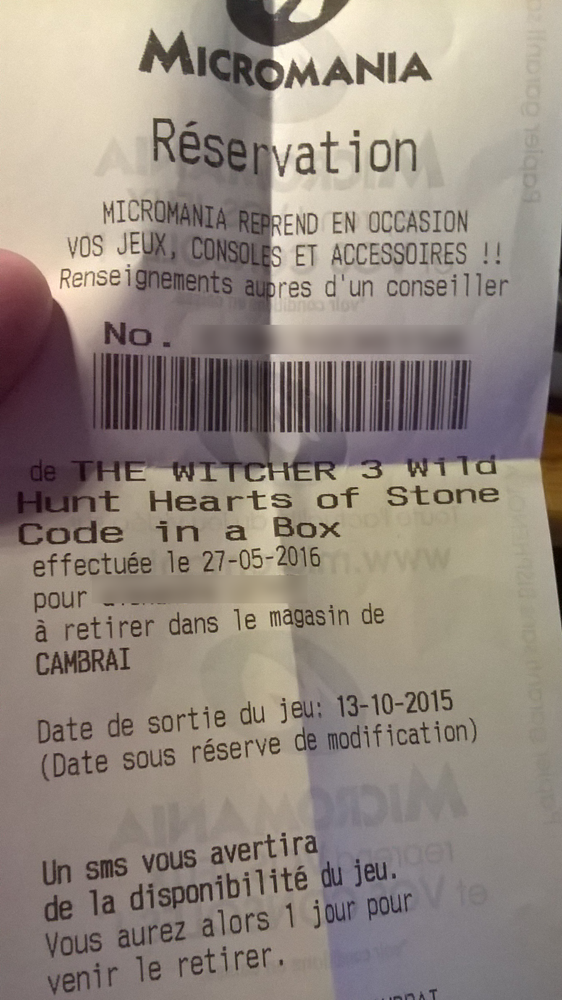 MICROMANIA
Réservation
MICROMANIA REPREND EN OCCASION
VOS JEUX, CONSOLES ET ACCESSOIRES !!
Renseignements aupres d'un conseiller
No.
de THE WITCHER 3 Wild
Hunt Hearts of Stone
Code in a Box
effectuée le 27-05-2016
pour
à retirer dans le magasin de
CAMBRAI
Date de sortie du jeu: 13-10-2015
(Date sous réserve de modification)
Un sms vous avertira
de la disponibilité du jeu.
Vous aurez alors 1 jour pour
venir le retirer.